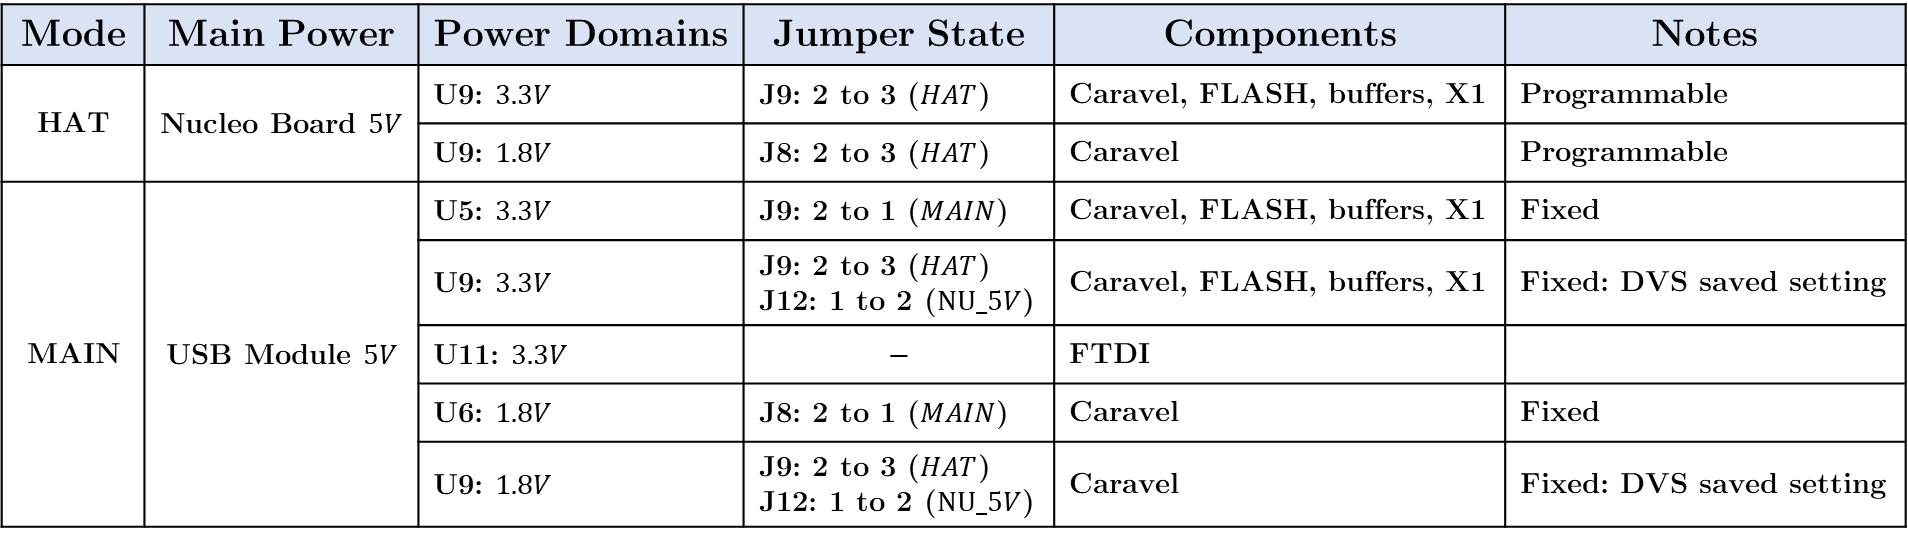 Mode Main Power Power Domains Jumper State Components Notes
HAT Nucleo Board 5V U9: 3.3V J9: 2 to 3 (HAT) Caravel, FLASH, buffers, X1 Programmable
U9: 1.8V J8: 2 to 3 (HAT) Caravel Programmable
MAIN USB Module 5V U5: 3.3V J9: 2 to 1 (MAIN) Caravel, FLASH, buffers, X1 Fixed
U9: 3.3V J9: 2 to 3 (HAT)
J12: 1 to 2 (NU_5V) Caravel, FLASH, buffers, X1 Fixed: DVS saved setting
U11: 3.3V – FTDI
U6: 1.8V J8: 2 to 1 (MAIN) Caravel Fixed
U9: 1.8V J9: 2 to 3 (HAT)
J12: 1 to 2 (NU_5V) Caravel Fixed: DVS saved setting